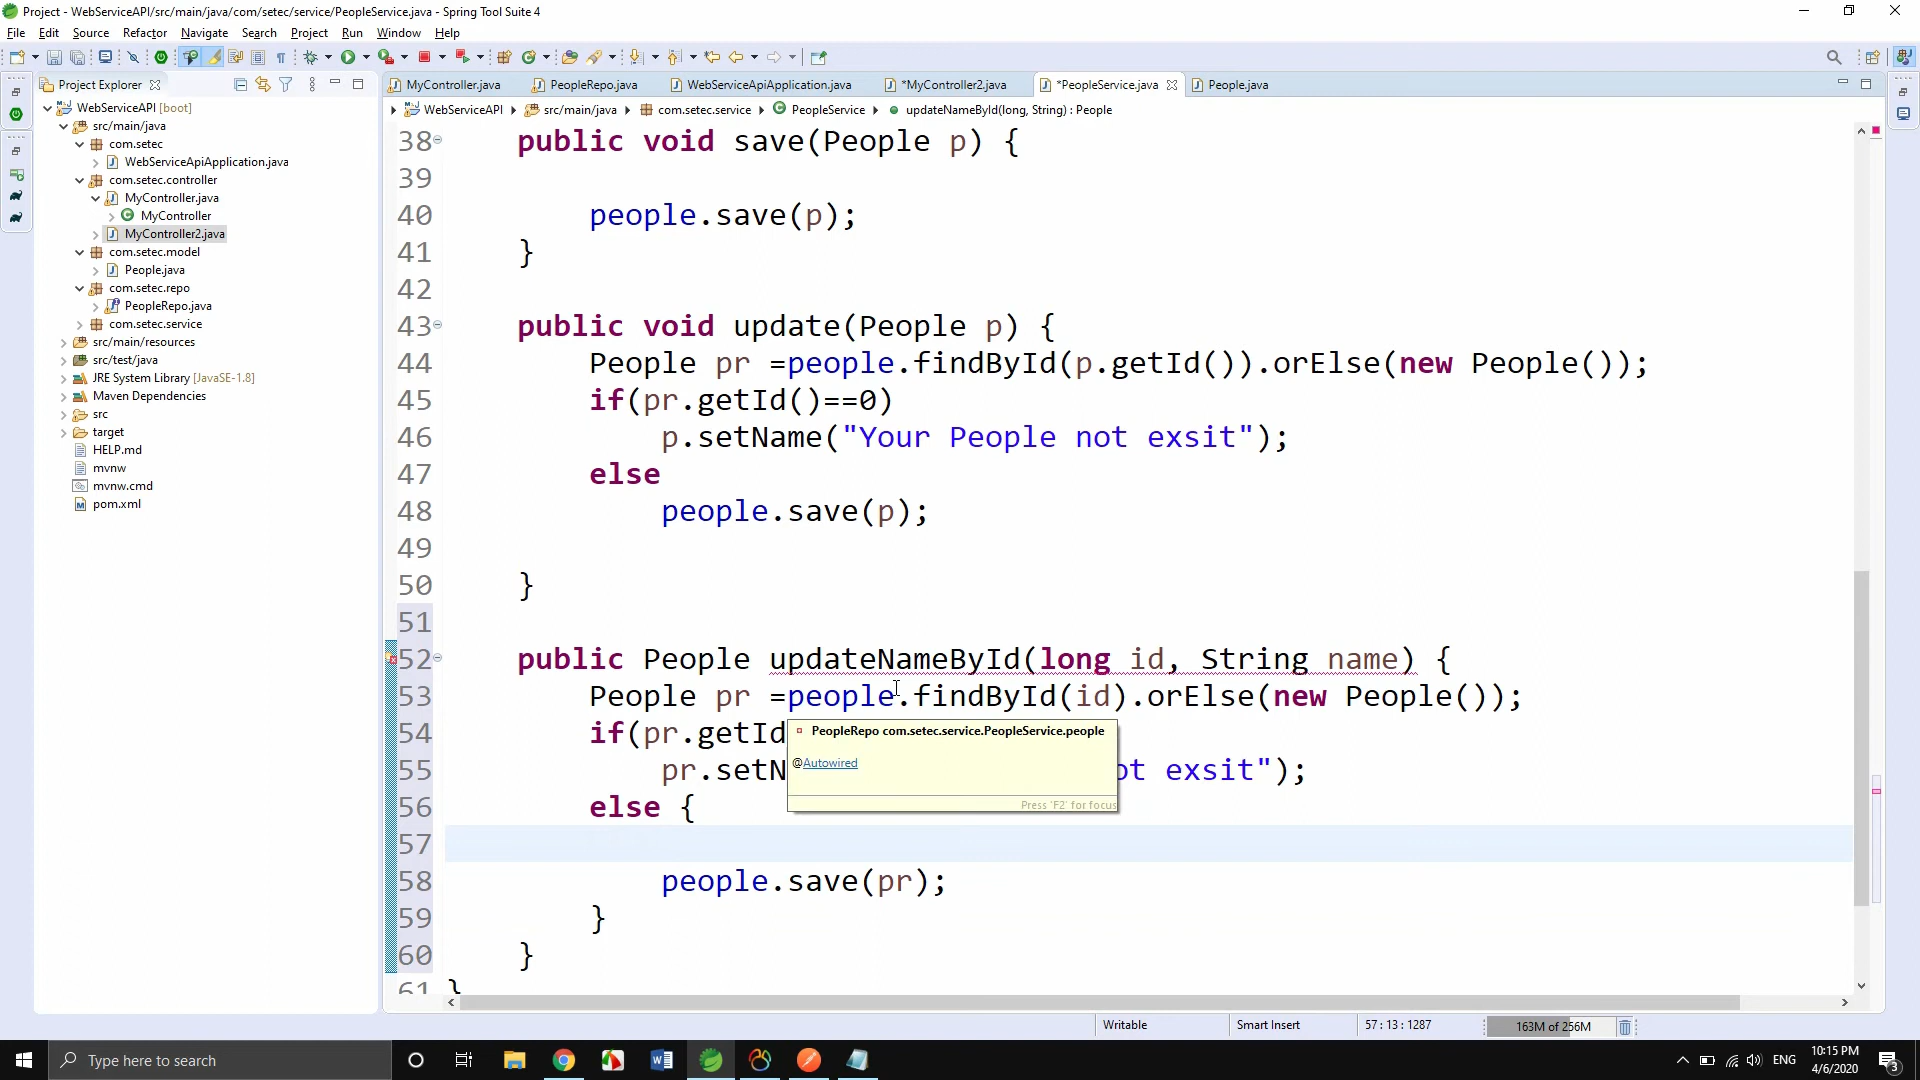 Project - WebServiceAPI/src/main/java/com/setec/service/PeopleService.java - Spring Tool Suite 4
File Edit Source Refactor Navigate Search Project Run Window Help
Project Explorer
MyController.java PeopleRepo.java WebServiceApiApplication.java *MyController2.java *PeopleService.java People.java
WebServiceAPI src/main/java com.setec.service PeopleService updateNameById(long, String) : People
WebServiceAPI [boot]
src/main/java
com.setec
WebServiceApiApplication.java
com.setec.controller
MyController.java
MyController
MyController2.java
com.setec.model
People.java
com.setec.repo
PeopleRepo.java
com.setec.service
src/main/resources
src/test/java
JRE System Library [JavaSE-1.8]
Maven Dependencies
src
target
HELP.md
mvnw
mvnw.cmd
pom.xml
38 public void save(People p) {
39
40 people.save(p);
41 }
42
43 public void update(People p) {
44 People pr =people.findById(p.getId()).orElse(new People());
45 if(pr.getId()==0)
46 p.setName("Your People not exsit");
47 else
48 people.save(p);
49
50 }
51
52 public People updateNameById(long id, String name) {
53 People pr =people.findById(id).orElse(new People());
54 if(pr.getId
PeopleRepo com.setec.service.PeopleService.people
@Autowired
Press 'F2' for focus
55 pr.setN ot exsit");
56 else {
57
58 people.save(pr);
59 }
60 }
61 }
Writable Smart Insert 57 : 13 : 1287 163M of 256M
Type here to search
ENG
10:15 PM
4/6/2020
3